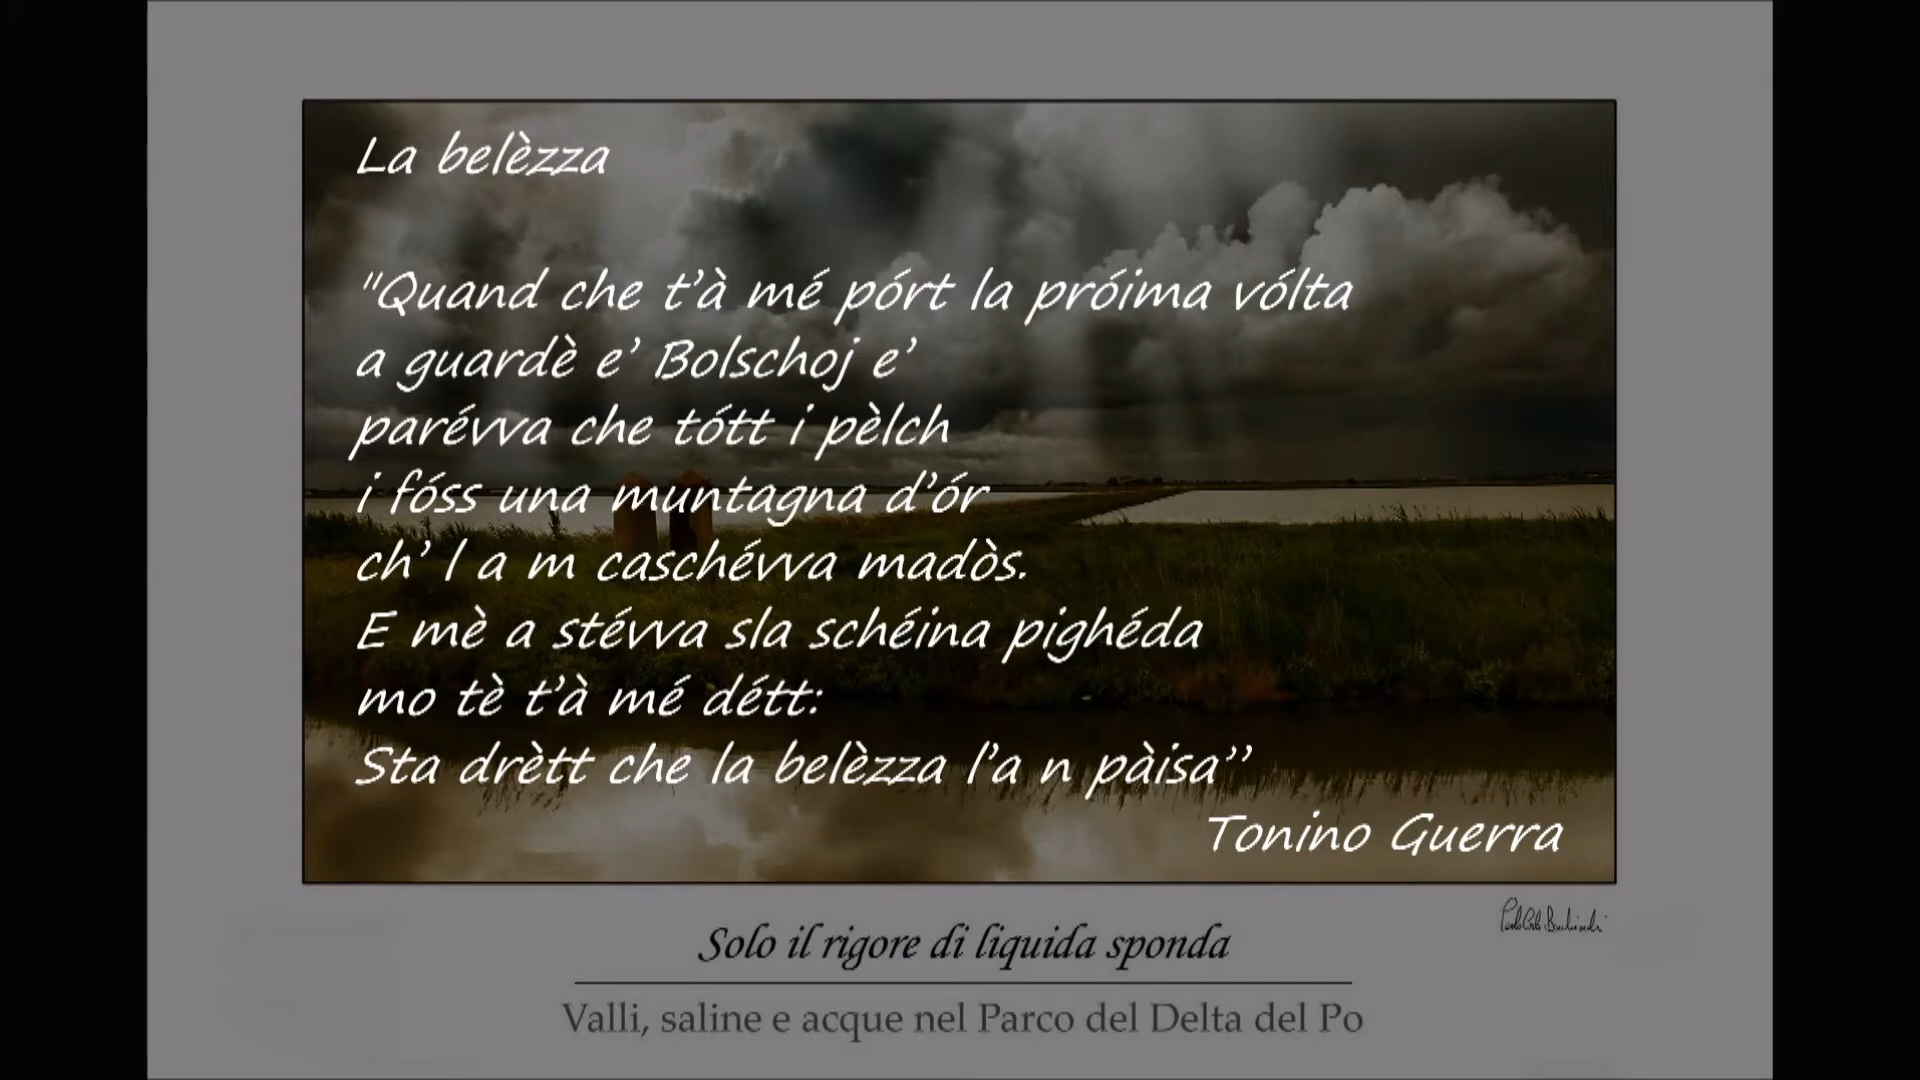 La belèzza
"Quand che t'à mé pórt la próima vólta
a guardè e' Bolschoj e'
parévva che tótt i pèlch
i fóss una muntagna d'ór
ch' l a m caschévva madòs.
E mè a stévva sla schéina pighéda
mo tè t'à mé détt:
Sta drètt che la belèzza l'a n pàisa''
Tonino Guerra
Solo il rigore di liquida sponda
Valli, saline e acque nel Parco del Delta del Po